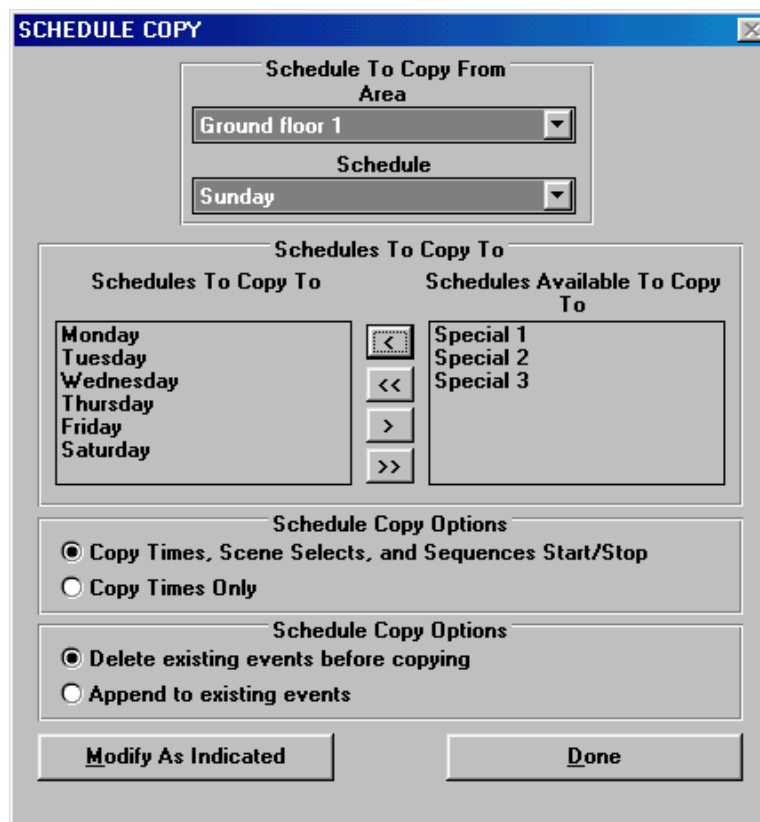 SCHEDULE COPY
Schedule To Copy From
Area
Ground floor 1
Schedule
Sunday
Schedules To Copy To
Schedules To Copy To
Schedules Available To Copy
To
Monday
Tuesday
Wednesday
Thursday
Friday
Saturday
<
<<
>
>>
Special 1
Special 2
Special 3
Schedule Copy Options
Copy Times, Scene Selects, and Sequences Start/Stop
Copy Times Only
Schedule Copy Options
Delete existing events before copying
Append to existing events
Modify As Indicated
Done